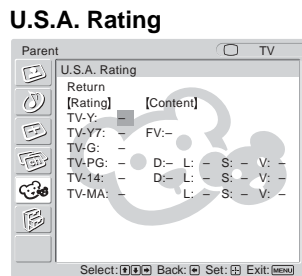 U.S.A. Rating
Parent TV
U.S.A. Rating
Return
[Rating] [Content]
TV-Y: –
TV-Y7: – FV:–
TV-G: –
TV-PG: – D:– L: – S: – V: –
TV-14: – D:– L: – S: – V: –
TV-MA: – L: – S: – V: –
Select: Back: Set: Exit: MENU